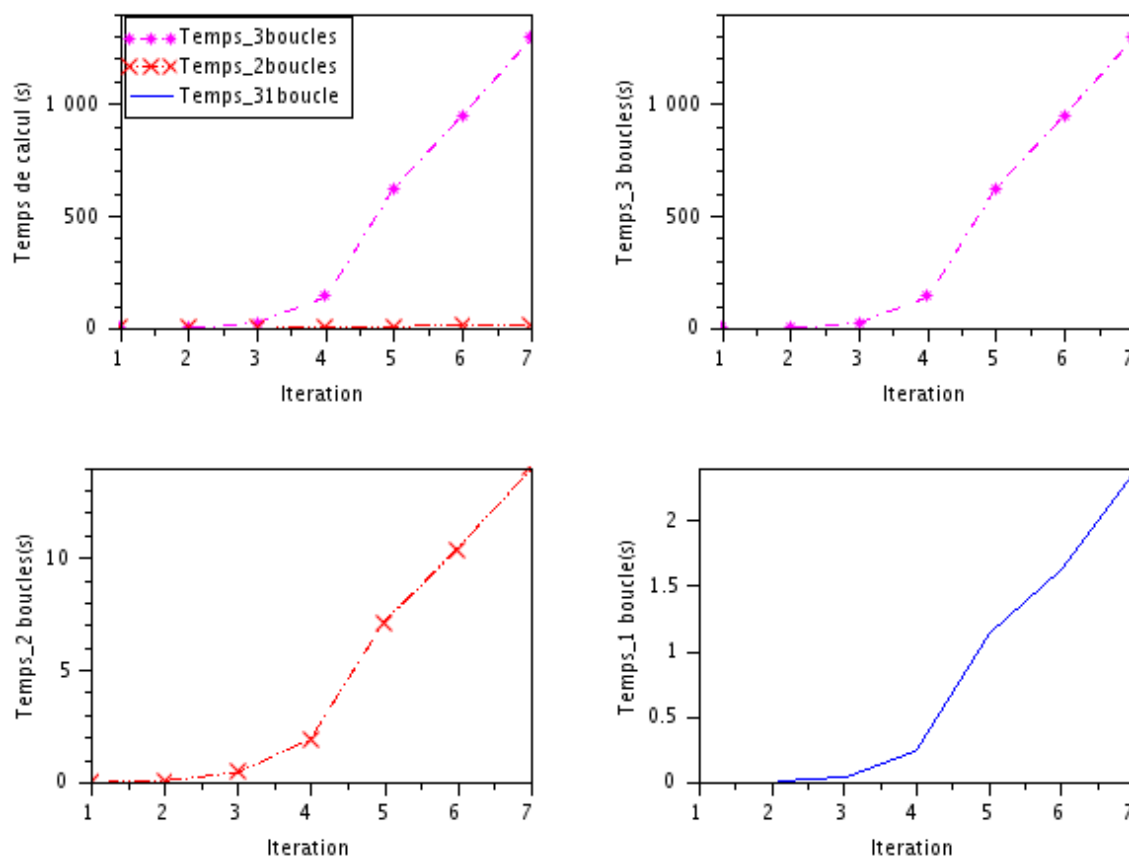 Temps_3boucles
Temps_2boucles
Temps_31boucle
Temps de calcul (s)
1 000
500
0
1 2 3 4 5 6 7
Iteration
Temps_3 boucles(s)
1 000
500
0
1 2 3 4 5 6 7
Iteration
Temps_2 boucles(s)
10
5
0
1 2 3 4 5 6 7
Iteration
Temps_1 boucle(s)
2
1.5
1
0.5
0
1 2 3 4 5 6 7
Iteration